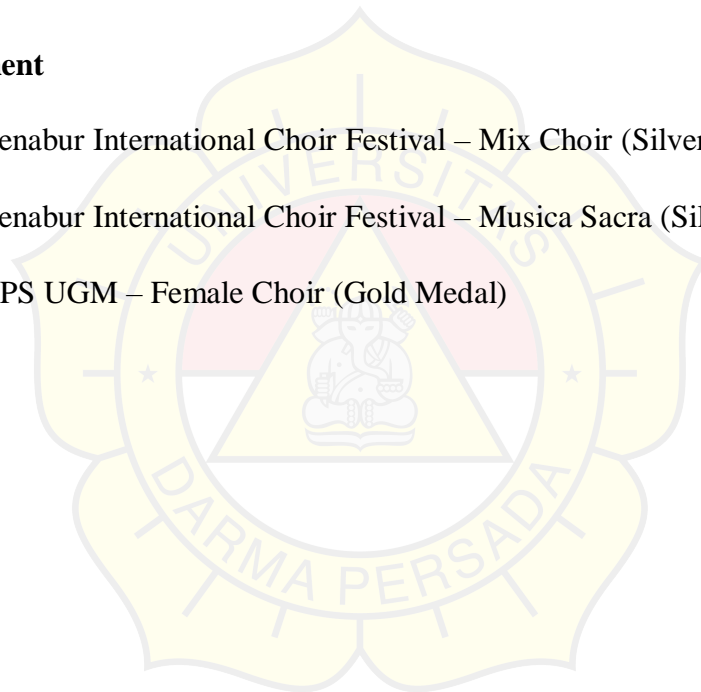 ent
enabur International Choir Festival – Mix Choir (Silver
enabur International Choir Festival – Musica Sacra (Sil
PS UGM – Female Choir (Gold Medal)
UNIVERSITAS
DARMA PERSADA